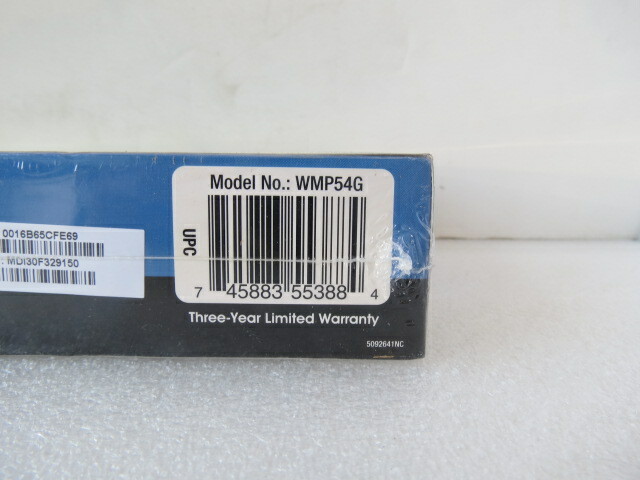 Model No.: WMP54G
UPC
7 45883 55388 4
Three-Year Limited Warranty
5092641NC
0016B65CFE69
: MDI30F329150